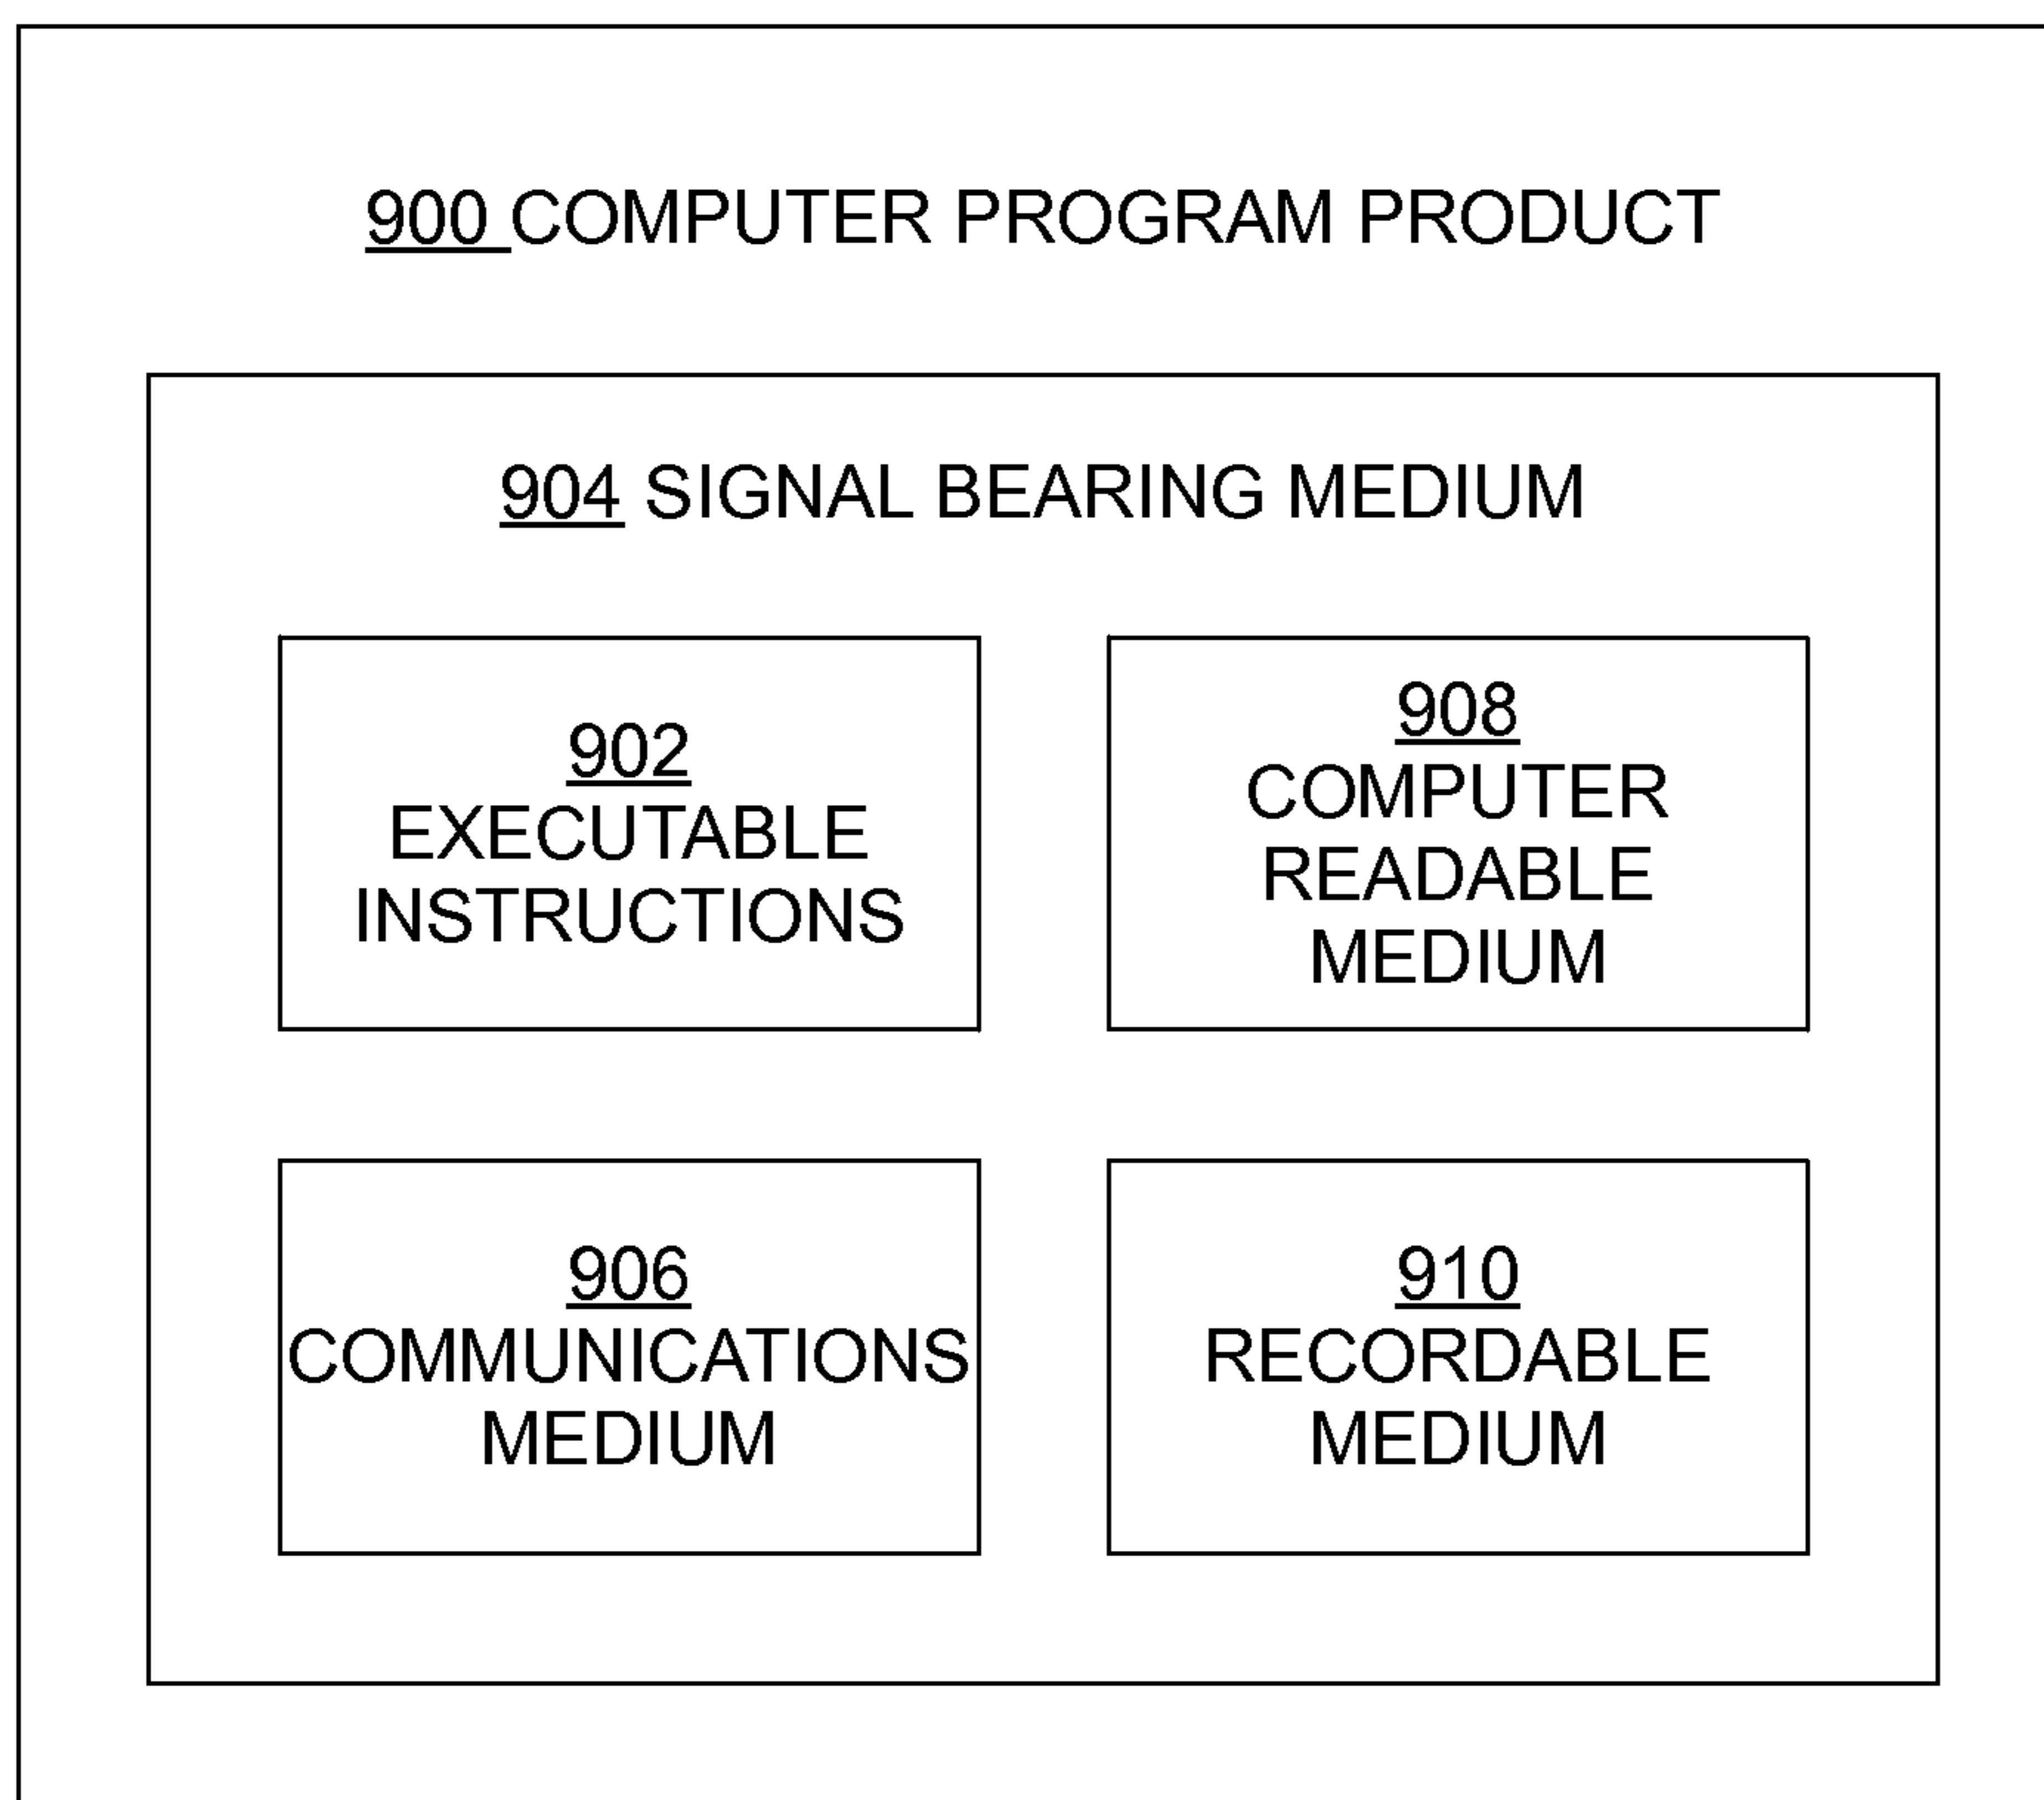 900 COMPUTER PROGRAM PRODUCT
904 SIGNAL BEARING MEDIUM
902
EXECUTABLE
INSTRUCTIONS
908
COMPUTER
READABLE
MEDIUM
906
COMMUNICATIONS
MEDIUM
910
RECORDABLE
MEDIUM